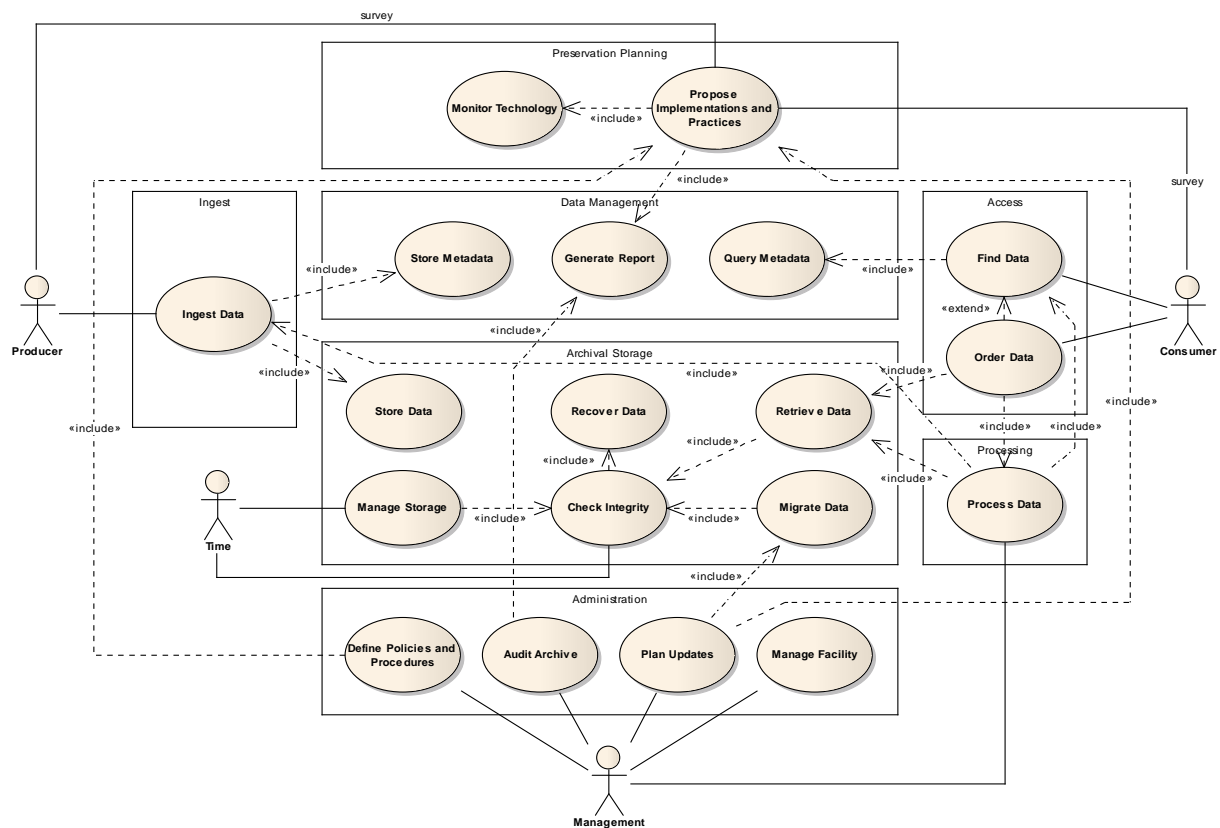 survey
Preservation Planning
Monitor Technology
Propose
Implementations and
Practices
«include»
«include»
survey
Ingest
Data Management
Access
Store Metadata
Generate Report
Query Metadata
Find Data
«include»
«include»
Ingest Data
«extend»
«include»
Producer
Consumer
Archival Storage
Order Data
«include»
«include»
«include»
Store Data
Recover Data
Retrieve Data
«include»
«include»
«include»
«include»
«include»
Processing
«include»
«include»
Manage Storage
Check Integrity
Migrate Data
Process Data
«include»
«include»
Time
«include»
Administration
Define Policies and
Procedures
Audit Archive
Plan Updates
Manage Facility
Management